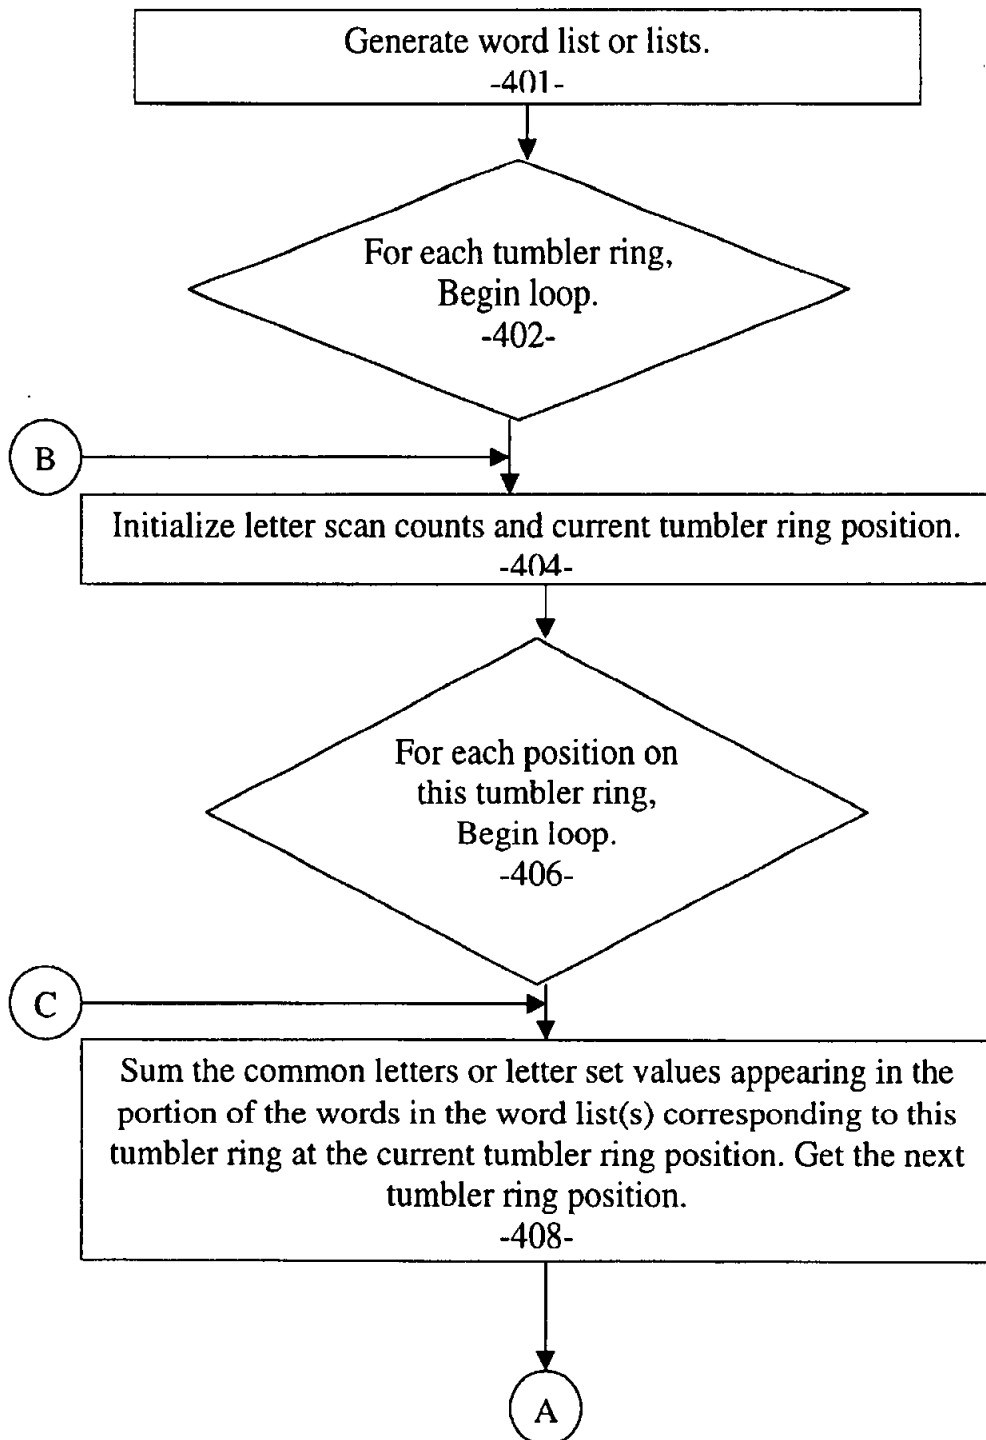 Generate word list or lists.
-401-
For each tumbler ring,
Begin loop.
-402-
B
Initialize letter scan counts and current tumbler ring position.
-404-
For each position on
this tumbler ring,
Begin loop.
-406-
C
Sum the common letters or letter set values appearing in the
portion of the words in the word list(s) corresponding to this
tumbler ring at the current tumbler ring position. Get the next
tumbler ring position.
-408-
A